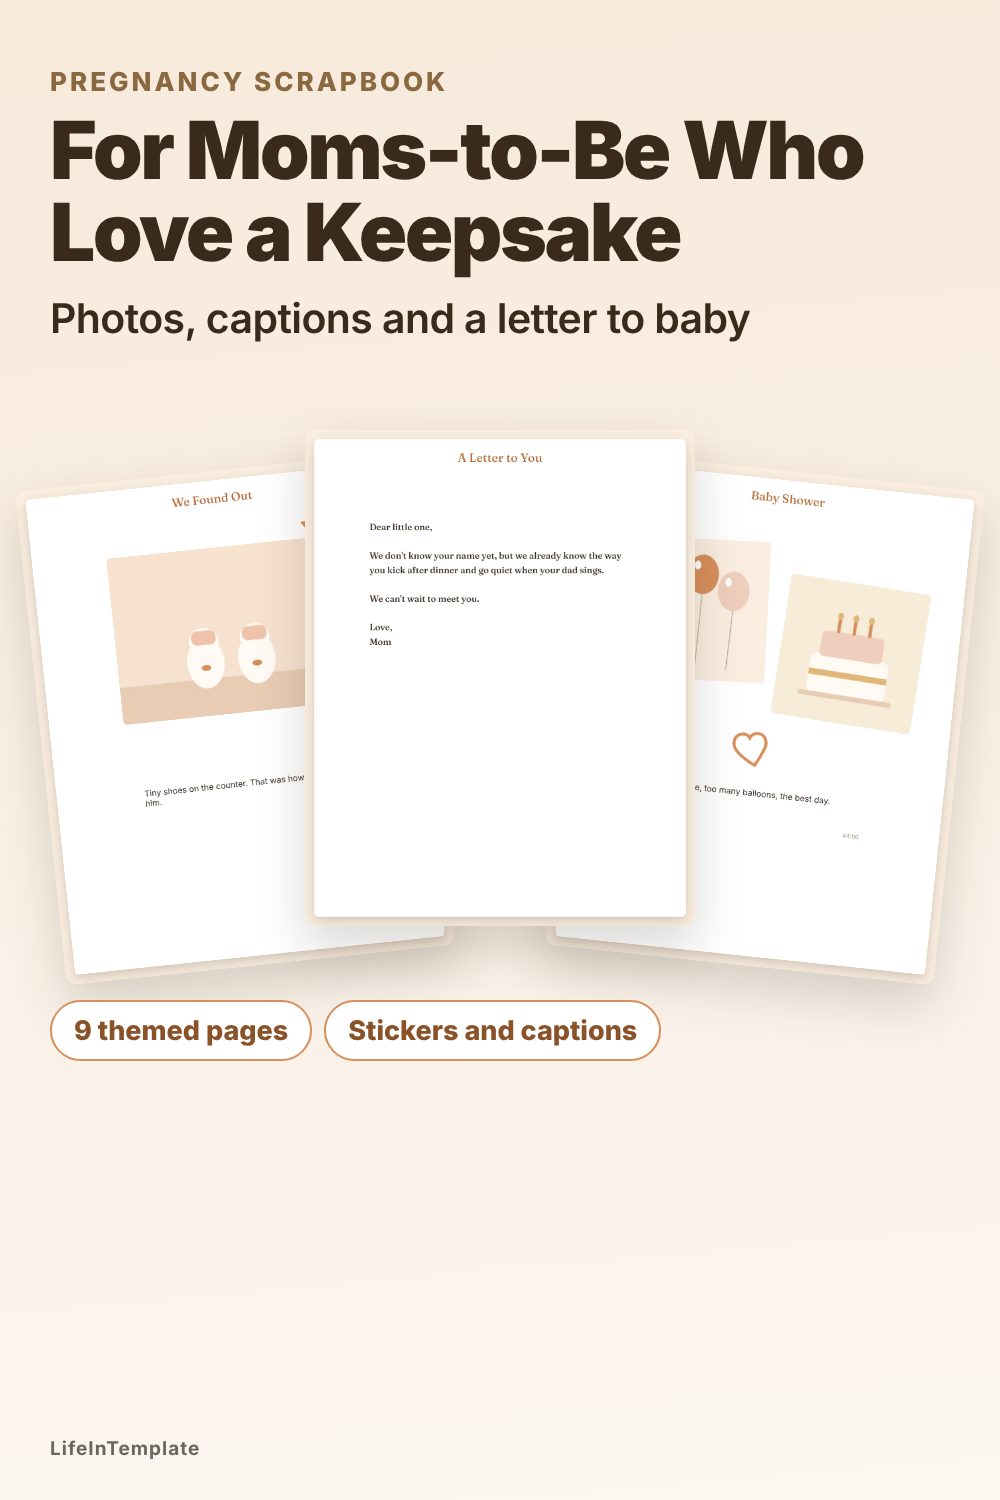 PREGNANCY SCRAPBOOK
For Moms-to-Be Who
Love a Keepsake
Photos, captions and a letter to baby
We Found Out
Tiny shoes on the counter. That was how
him.
A Letter to You
Dear little one,
We don't know your name yet, but we already know the way
you kick after dinner and go quiet when your dad sings.
We can't wait to meet you.
Love,
Mom
Baby Shower
e, too many balloons, the best day.
44/80
9 themed pages
Stickers and captions
LifeInTemplate